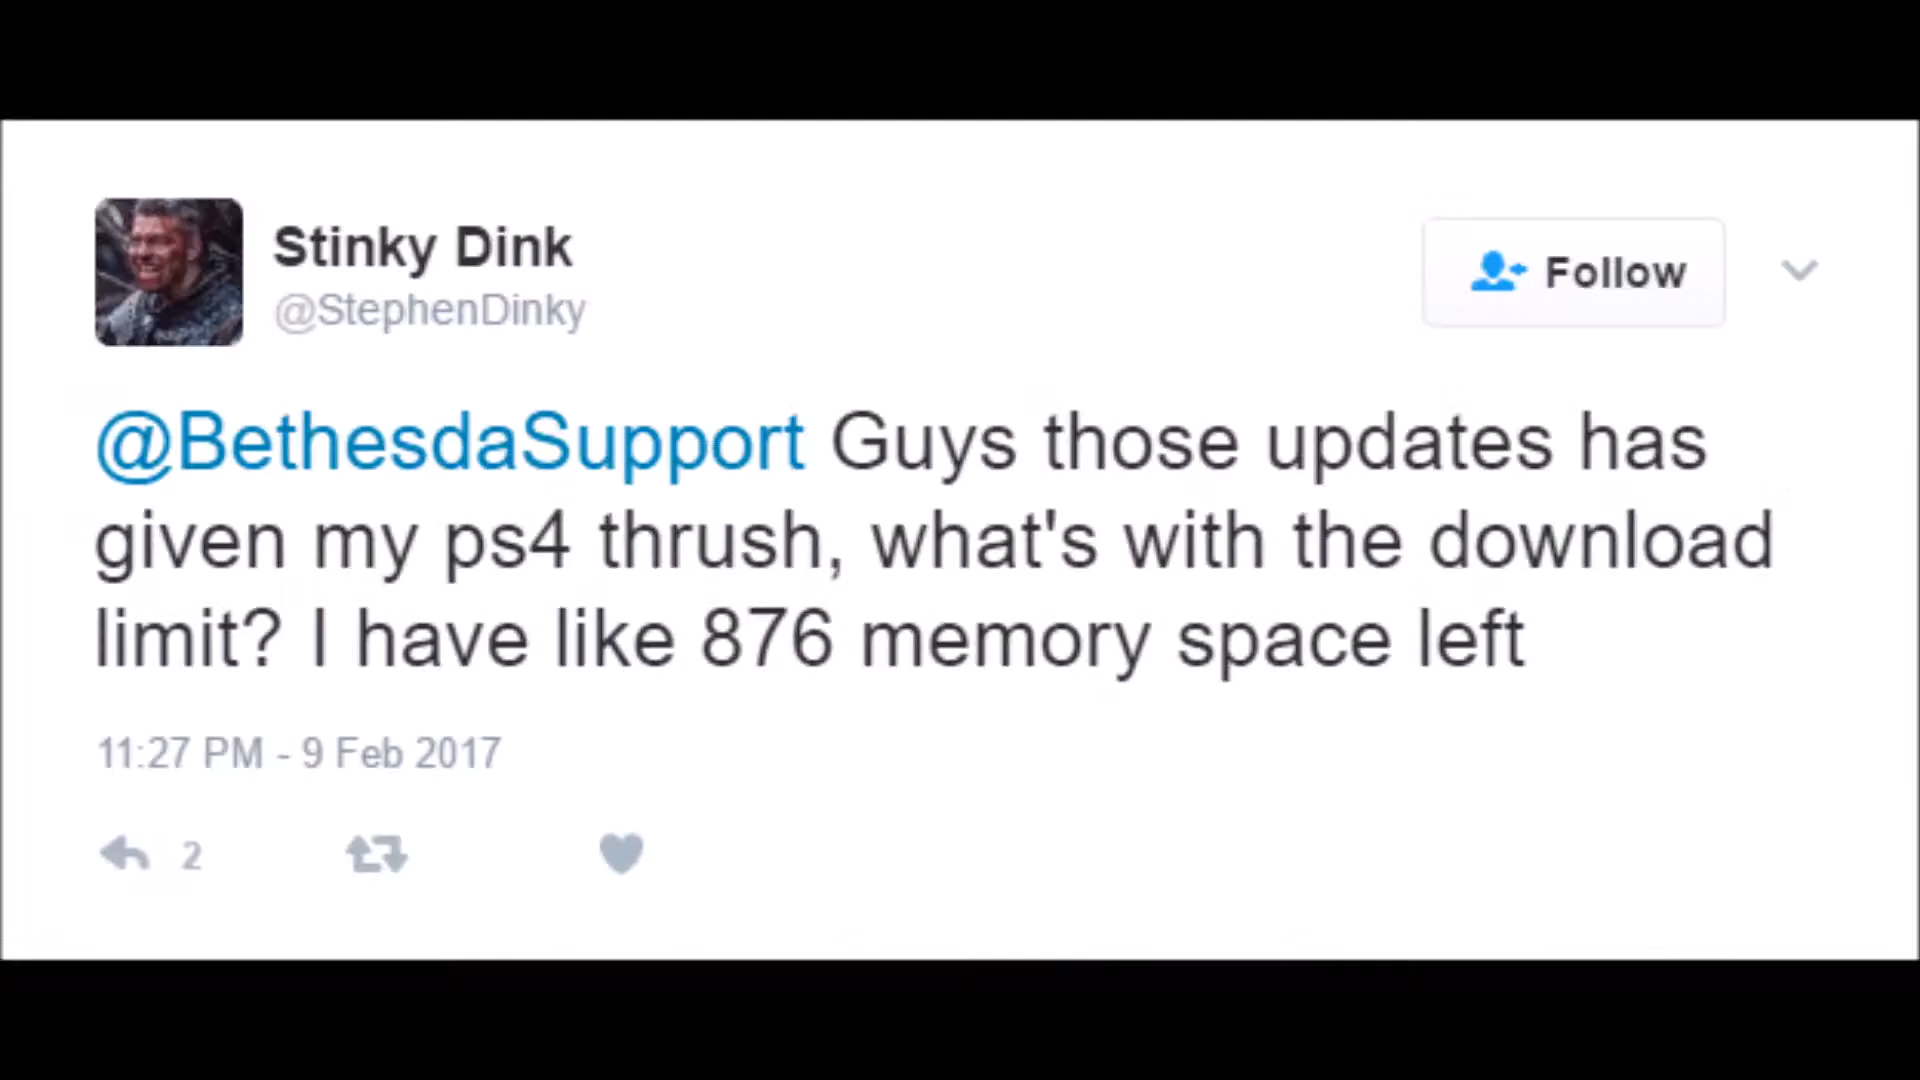 Stinky Dink
@StephenDinky
Follow
@BethesdaSupport Guys those updates has
given my ps4 thrush, what's with the download
limit? I have like 876 memory space left
11:27 PM - 9 Feb 2017
2